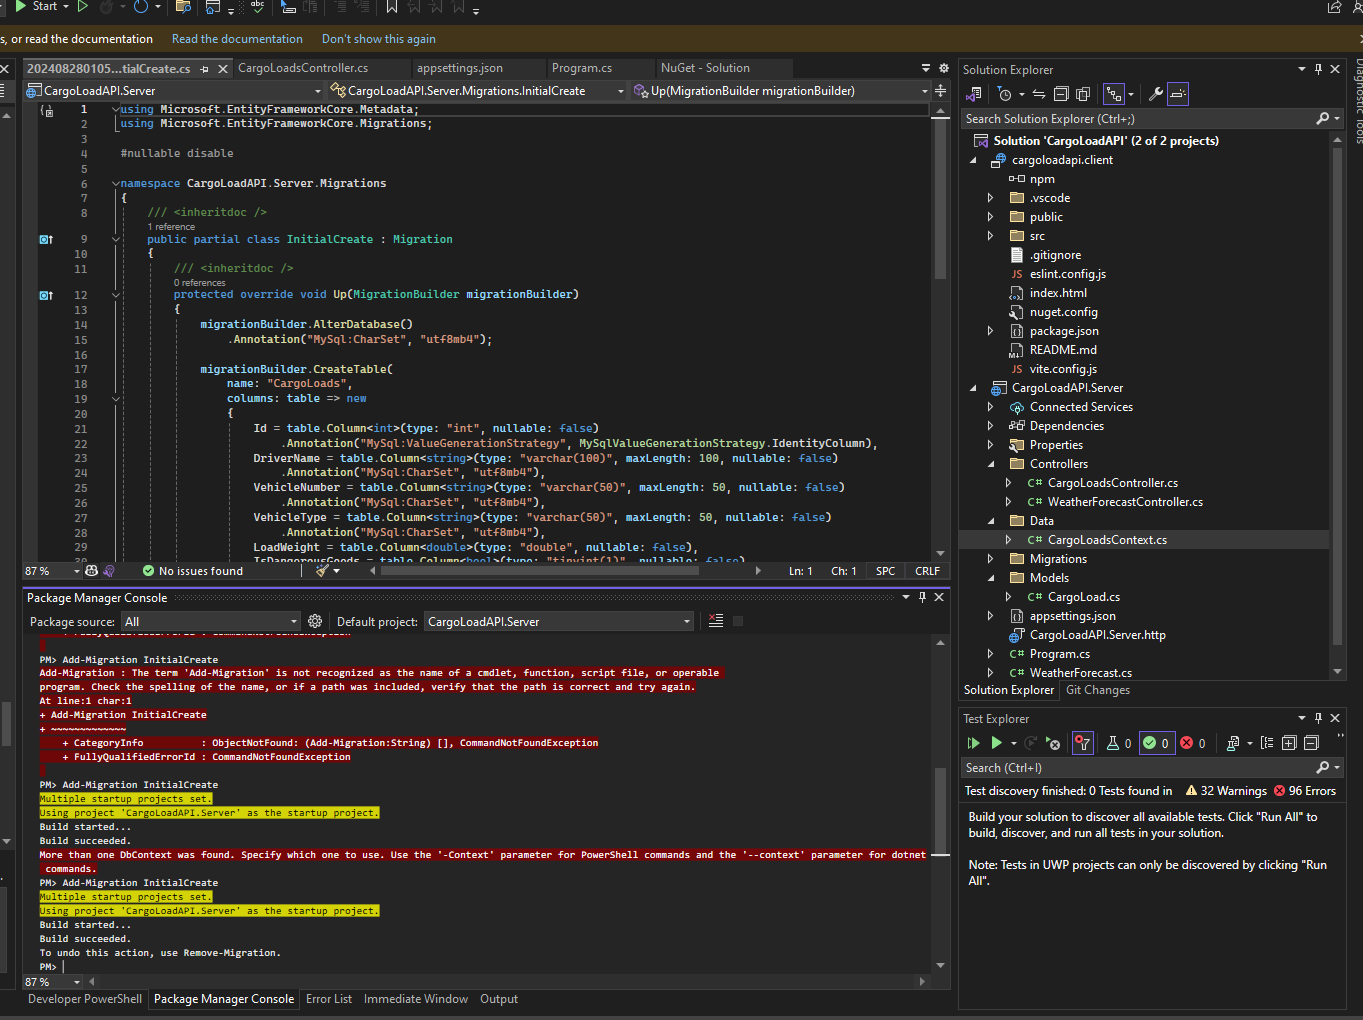 Start
s, or read the documentation Read the documentation Don't show this again
202408280105...tialCreate.cs CargoLoadsController.cs appsettings.json Program.cs NuGet - Solution
CargoLoadAPI.Server CargoLoadAPI.Server.Migrations.InitialCreate Up(MigrationBuilder migrationBuilder)
1 using Microsoft.EntityFrameworkCore.Metadata;
2 using Microsoft.EntityFrameworkCore.Migrations;
3
4 #nullable disable
5
6 namespace CargoLoadAPI.Server.Migrations
7 {
8 /// <inheritdoc />
1 reference
9 public partial class InitialCreate : Migration
10 {
11 /// <inheritdoc />
0 references
12 protected override void Up(MigrationBuilder migrationBuilder)
13 {
14 migrationBuilder.AlterDatabase()
15 .Annotation("MySql:CharSet", "utf8mb4");
16
17 migrationBuilder.CreateTable(
18 name: "CargoLoads",
19 columns: table => new
20 {
21 Id = table.Column<int>(type: "int", nullable: false)
22 .Annotation("MySql:ValueGenerationStrategy", MySqlValueGenerationStrategy.IdentityColumn),
23 DriverName = table.Column<string>(type: "varchar(100)", maxLength: 100, nullable: false)
24 .Annotation("MySql:CharSet", "utf8mb4"),
25 VehicleNumber = table.Column<string>(type: "varchar(50)", maxLength: 50, nullable: false)
26 .Annotation("MySql:CharSet", "utf8mb4"),
27 VehicleType = table.Column<string>(type: "varchar(50)", maxLength: 50, nullable: false)
28 .Annotation("MySql:CharSet", "utf8mb4"),
29 LoadWeight = table.Column<double>(type: "double", nullable: false),
30 IsDangerousGoods = table.Column<bool>(type: "tinyint(1)", nullable: false)
87 % No issues found Ln: 1 Ch: 1 SPC CRLF
Package Manager Console
Package source: All Default project: CargoLoadAPI.Server
+ FullyQualifiedErrorId : CommandNotFoundException
PM> Add-Migration InitialCreate
Add-Migration : The term 'Add-Migration' is not recognized as the name of a cmdlet, function, script file, or operable
program. Check the spelling of the name, or if a path was included, verify that the path is correct and try again.
At line:1 char:1
+ Add-Migration InitialCreate
+ ~~~~~~~~~~~~~
+ CategoryInfo : ObjectNotFound: (Add-Migration:String) [], CommandNotFoundException
+ FullyQualifiedErrorId : CommandNotFoundException
PM> Add-Migration InitialCreate
Multiple startup projects set.
Using project 'CargoLoadAPI.Server' as the startup project.
Build started...
Build succeeded.
More than one DbContext was found. Specify which one to use. Use the '-Context' parameter for PowerShell commands and the '--context' parameter for dotnet
commands.
PM> Add-Migration InitialCreate
Multiple startup projects set.
Using project 'CargoLoadAPI.Server' as the startup project.
Build started...
Build succeeded.
To undo this action, use Remove-Migration.
PM>
87 %
Developer PowerShell Package Manager Console Error List Immediate Window Output
Solution Explorer
Search Solution Explorer (Ctrl+;)
Solution 'CargoLoadAPI' (2 of 2 projects)
cargoloadapi.client
npm
.vscode
public
src
.gitignore
JS eslint.config.js
index.html
nuget.config
package.json
README.md
JS vite.config.js
CargoLoadAPI.Server
Connected Services
Dependencies
Properties
Controllers
C# CargoLoadsController.cs
C# WeatherForecastController.cs
Data
C# CargoLoadsContext.cs
Migrations
Models
C# CargoLoad.cs
appsettings.json
CargoLoadAPI.Server.http
C# Program.cs
C# WeatherForecast.cs
Solution Explorer Git Changes
Test Explorer
0 0 0
Search (Ctrl+I)
Test discovery finished: 0 Tests found in 32 Warnings 96 Errors
Build your solution to discover all available tests. Click "Run All" to
build, discover, and run all tests in your solution.
Note: Tests in UWP projects can only be discovered by clicking "Run
All".
Diagnostic Tools